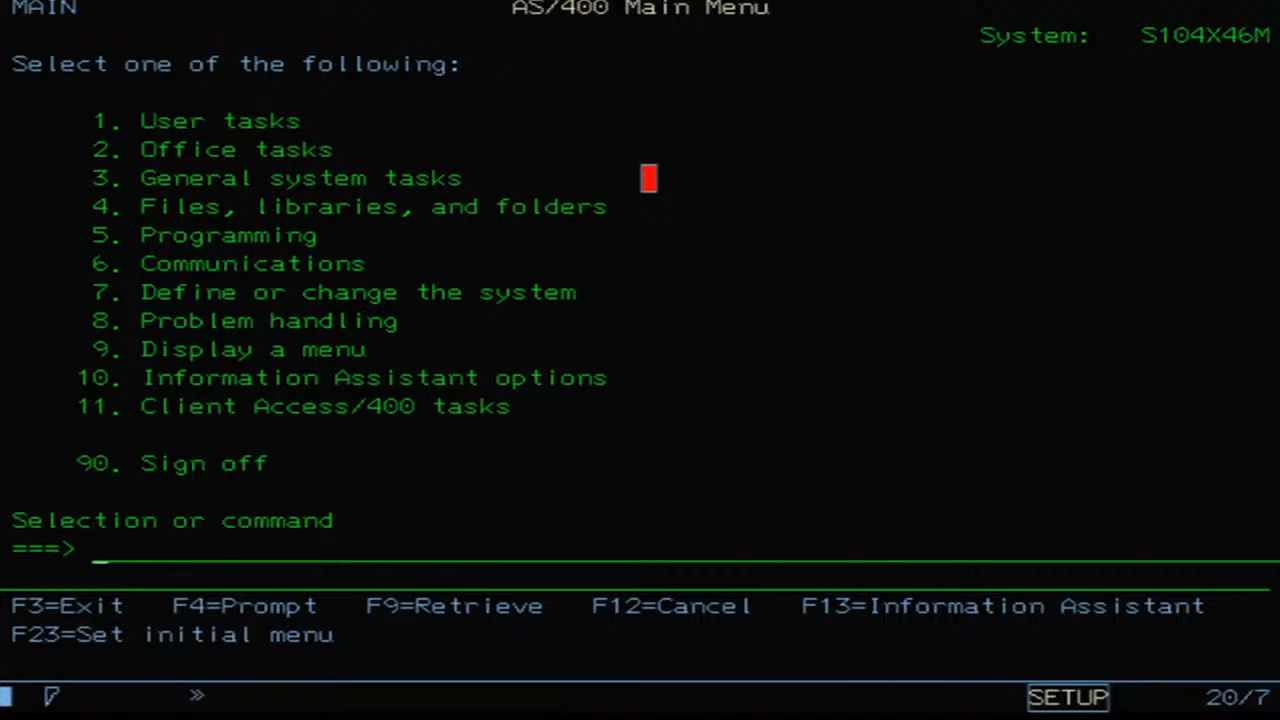 MAIN AS/400 Main Menu
System: S104X46M
Select one of the following:
1. User tasks
2. Office tasks
3. General system tasks
4. Files, libraries, and folders
5. Programming
6. Communications
7. Define or change the system
8. Problem handling
9. Display a menu
10. Information Assistant options
11. Client Access/400 tasks
90. Sign off
Selection or command
===>
F3=Exit F4=Prompt F9=Retrieve F12=Cancel F13=Information Assistant
F23=Set initial menu
» SETUP 20/7